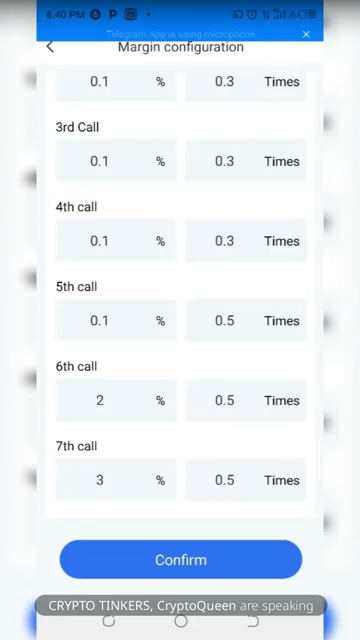 8:40 PM
Telegram App is using microphone
Margin configuration
0.1 % 0.3 Times
3rd Call
0.1 % 0.3 Times
4th call
0.1 % 0.3 Times
5th call
0.1 % 0.5 Times
6th call
2 % 0.5 Times
7th call
3 % 0.5 Times
Confirm
CRYPTO TINKERS, CryptoQueen are speaking